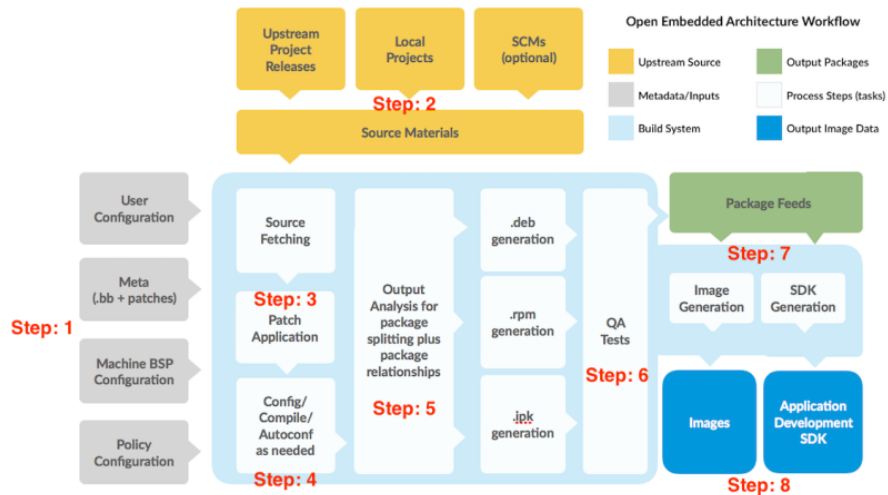 Open Embedded Architecture Workflow
Upstream Source
Output Packages
Metadata/Inputs
Process Steps (tasks)
Build System
Output Image Data
Upstream
Project
Releases
Local
Projects
SCMs
(optional)
Step: 2
Source Materials
User
Configuration
Meta
(.bb + patches)
Step: 1
Machine BSP
Configuration
Policy
Configuration
Source
Fetching
Step: 3
Patch
Application
Config/
Compile/
Autoconf
as needed
Step: 4
Output
Analysis for
package
splitting plus
package
relationships
Step: 5
.deb
generation
.rpm
generation
.ipk
generation
QA
Tests
Step: 6
Package Feeds
Step: 7
Image
Generation
SDK
Generation
Images
Application
Development
SDK
Step: 8